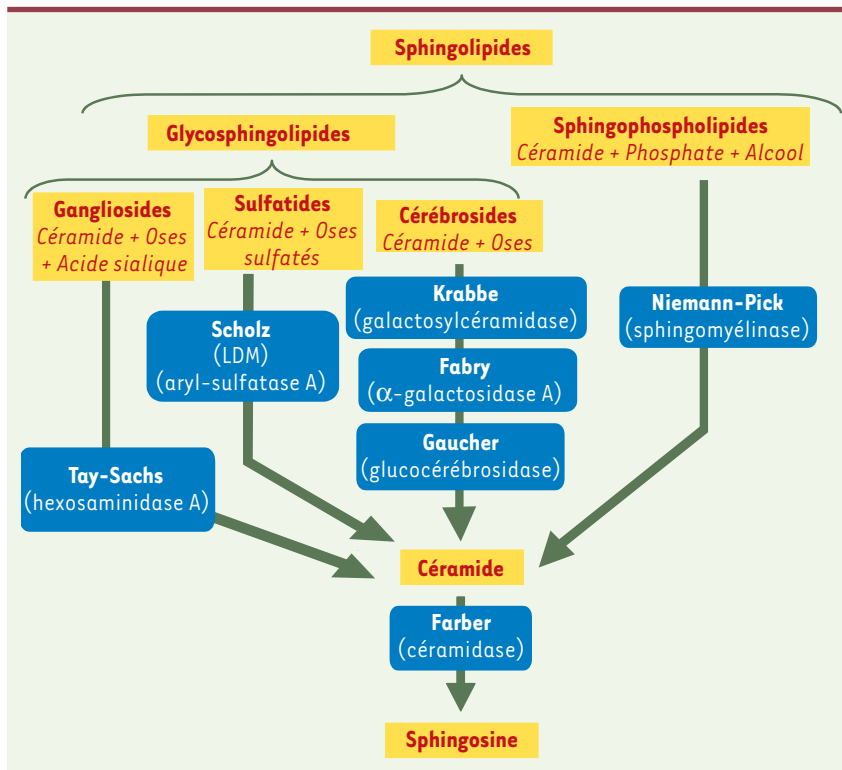 Sphingolipides
Glycosphingolipides
Sphingophospholipides
Céramide + Phosphate + Alcool
Gangliosides
Céramide + Oses
+ Acide sialique
Sulfatides
Céramide + Oses
sulfatés
Cérébrosides
Céramide + Oses
Krabbe
(galactosylcéramidase)
Niemann-Pick
(sphingomyélinase)
Scholz
(LDM)
(aryl-sulfatase A)
Fabry
(α-galactosidase A)
Gaucher
(glucocérébrosidase)
Tay-Sachs
(hexosaminidase A)
Céramide
Farber
(céramidase)
Sphingosine